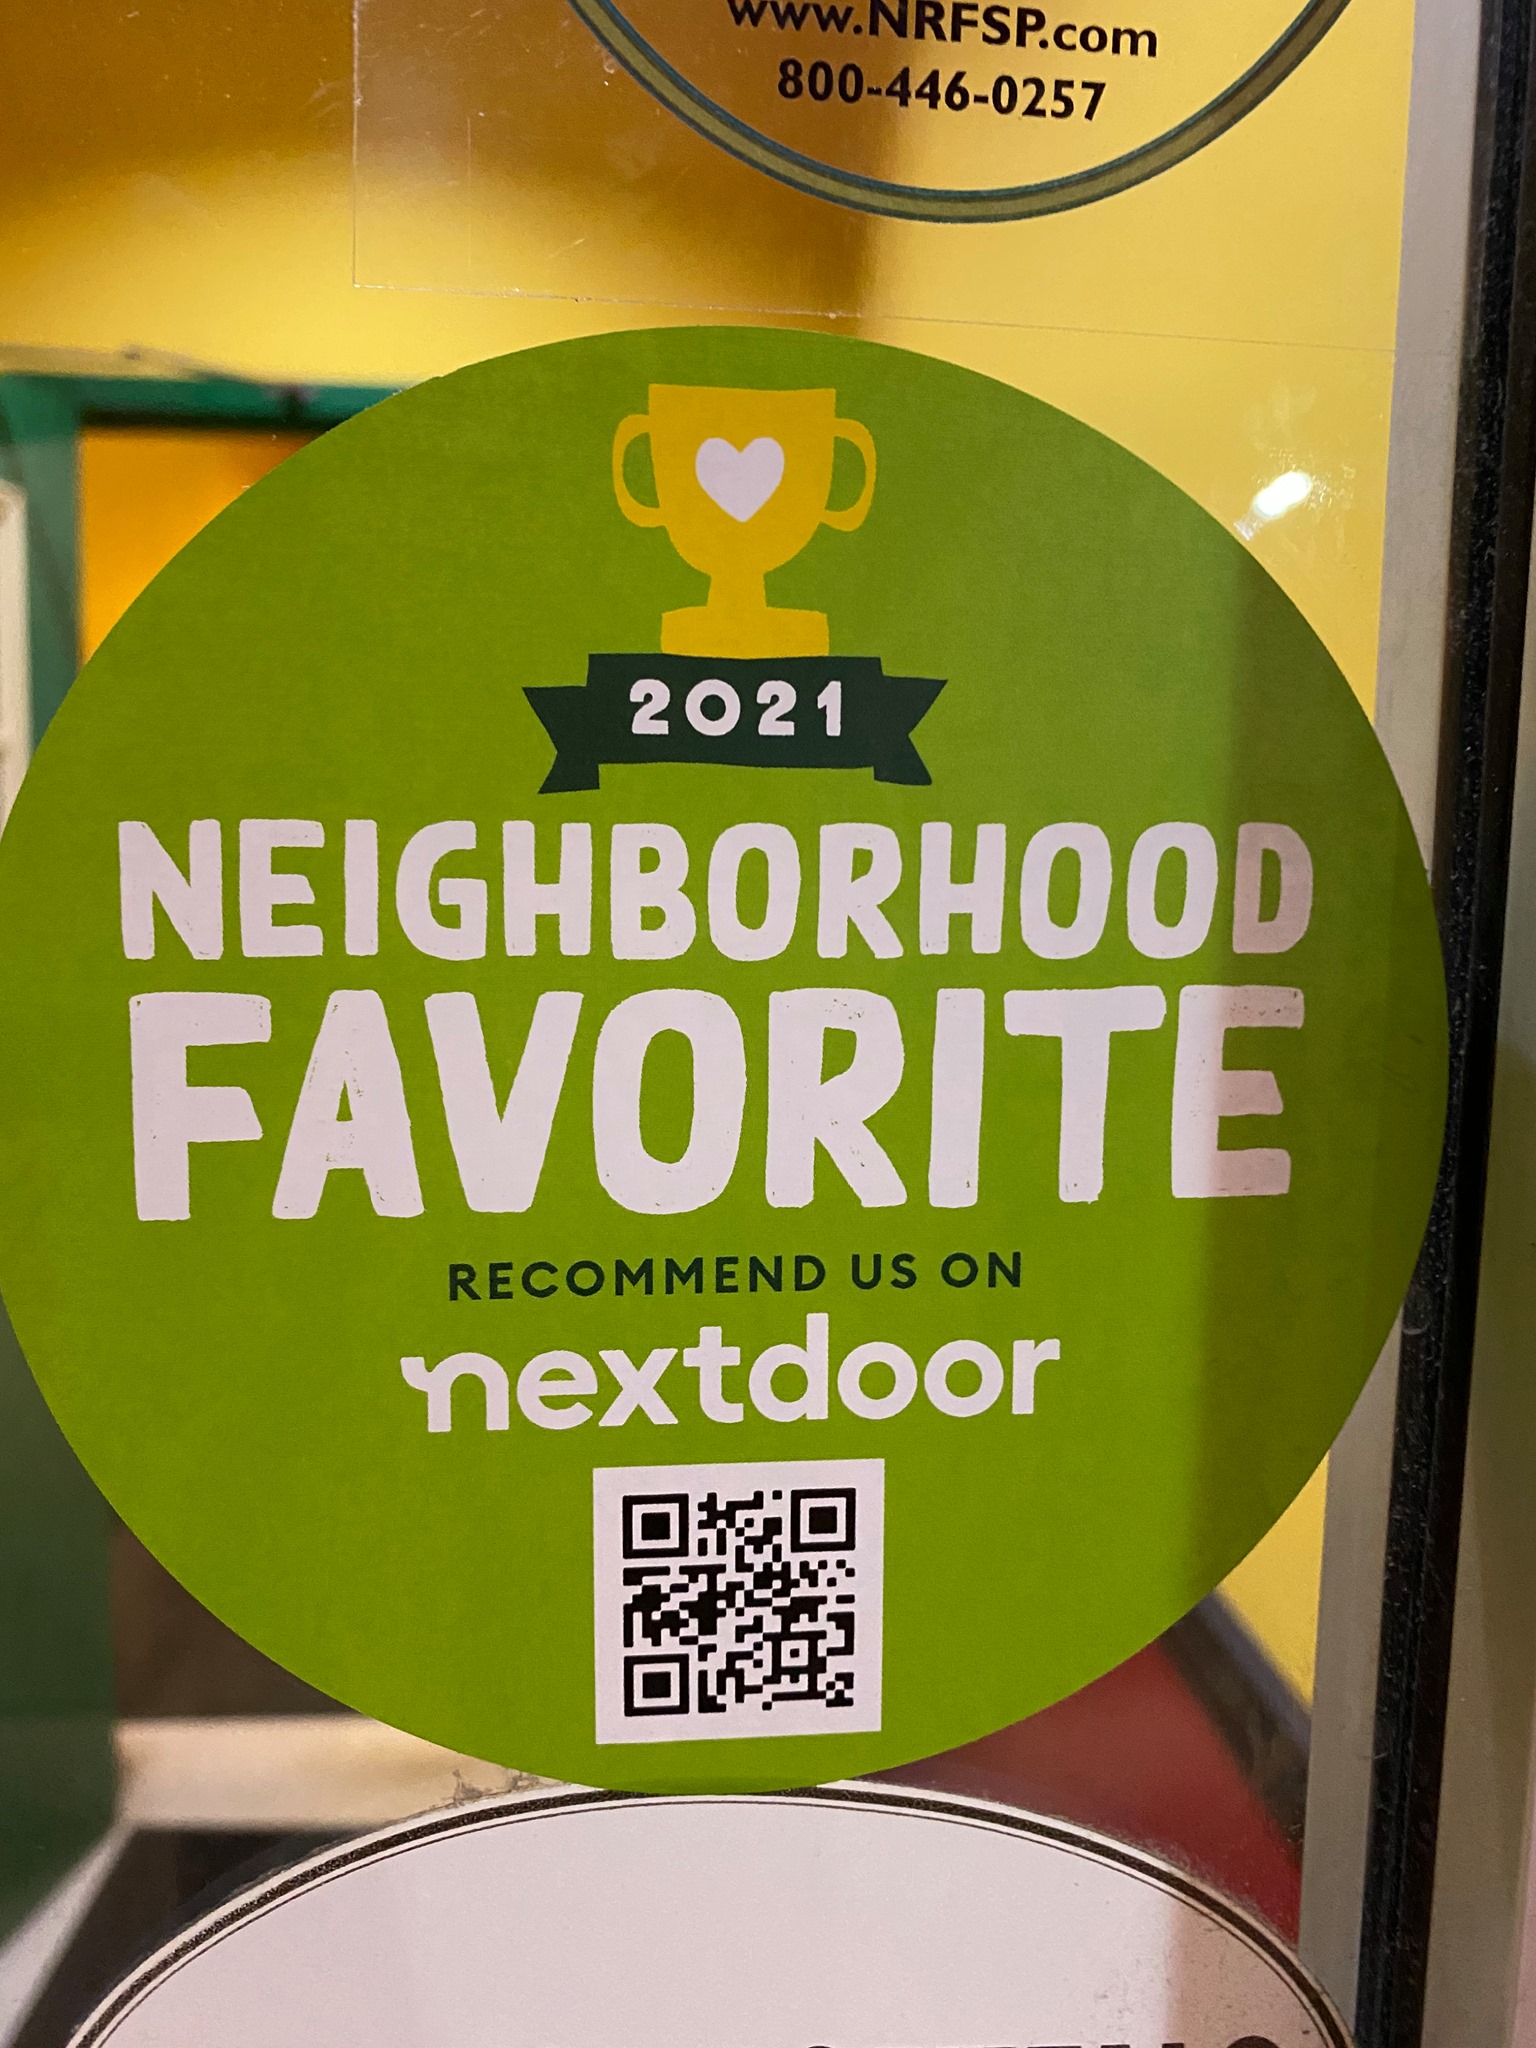 www.NRFSP.com
800-446-0257
2021
NEIGHBORHOOD
FAVORITE
RECOMMEND US ON
nextdoor